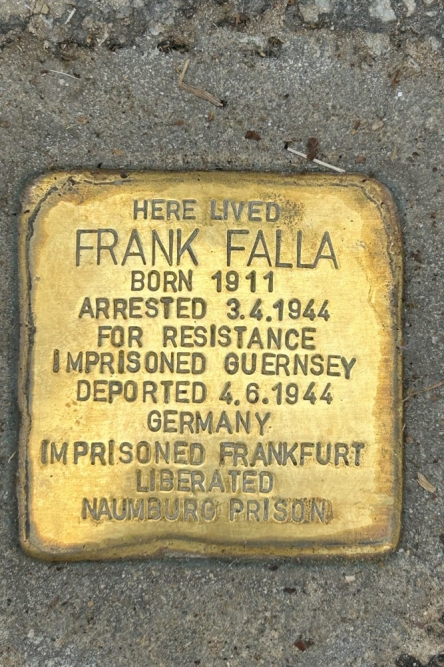 HERE LIVED
FRANK FALLA
BORN 1911
ARRESTED 3.4.1944
FOR RESISTANCE
IMPRISONED GUERNSEY
DEPORTED 4.6.1944
GERMANY
IMPRISONED FRANKFURT
LIBERATED
NAUMBURG PRISON